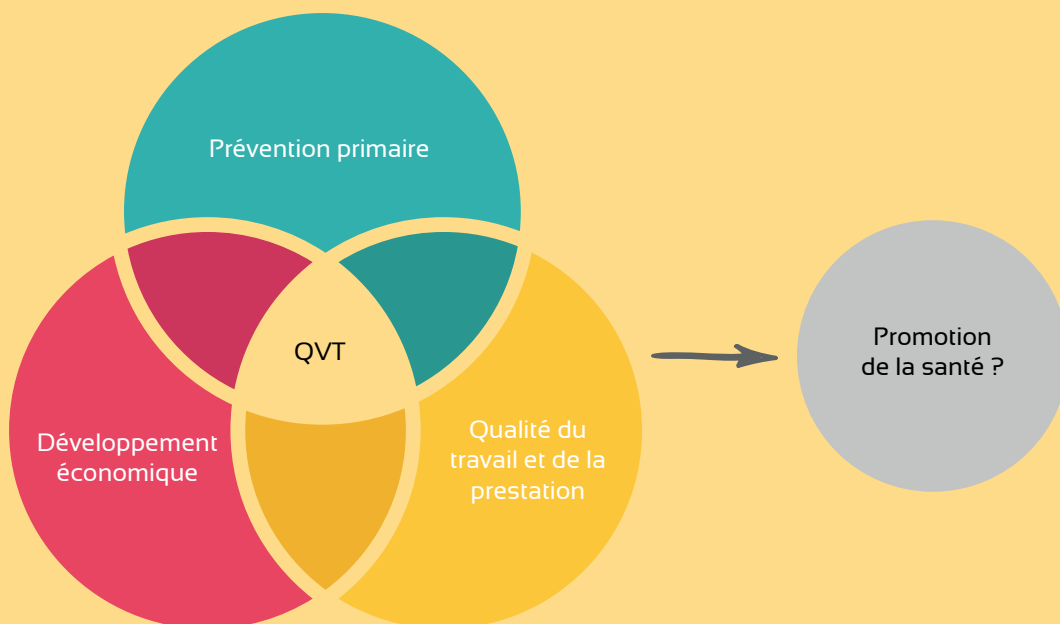 Prévention primaire
QVT
Développement
économique
Qualité du
travail et de la
prestation
Promotion
de la santé ?